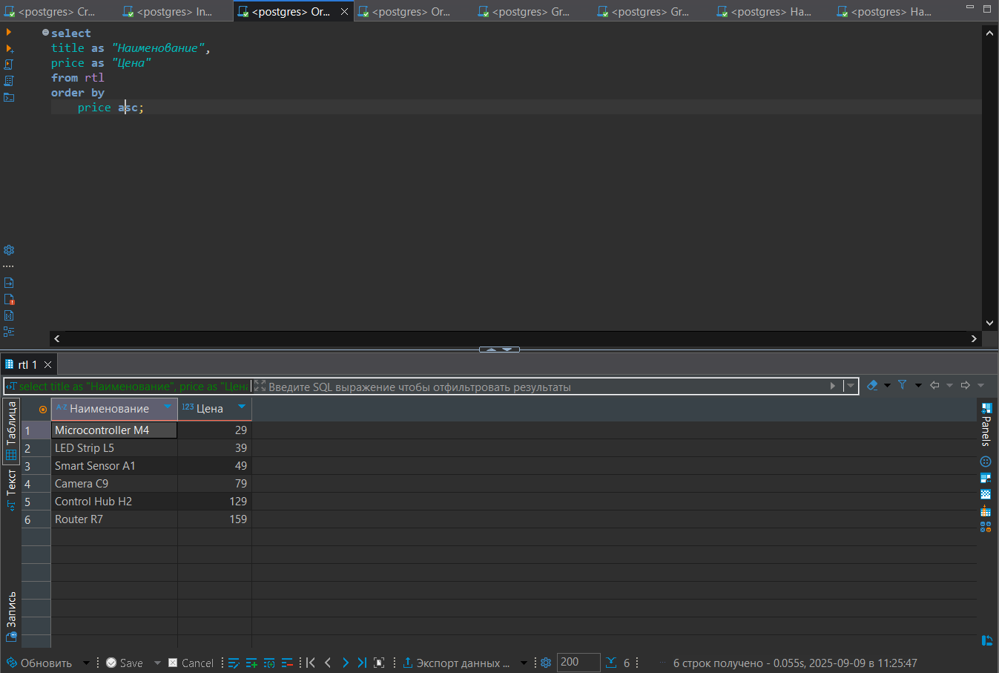 <postgres> Cr...
<postgres> In...
<postgres> Or...
<postgres> Or...
<postgres> Gr...
<postgres> Gr...
<postgres> Ha...
<postgres> Ha...
select
title as "Наименование",
price as "Цена"
from rtl
order by
price asc;
rtl 1
select title as "Наименование", price as "Цена
Введите SQL выражение чтобы отфильтровать результаты
Таблица
Текст
Запись
A-Z Наименование
123 Цена
1 Microcontroller M4 29
2 LED Strip L5 39
3 Smart Sensor A1 49
4 Camera C9 79
5 Control Hub H2 129
6 Router R7 159
Panels
Обновить
Save
Cancel
Экспорт данных ...
200
6
6 строк получено - 0.055s, 2025-09-09 в 11:25:47